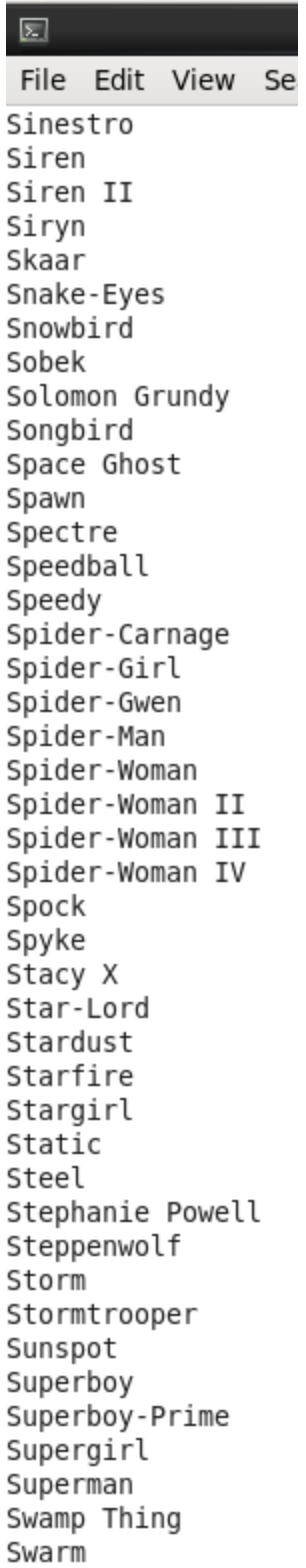 File Edit View Se
Sinestro
Siren
Siren II
Siryn
Skaar
Snake-Eyes
Snowbird
Sobek
Solomon Grundy
Songbird
Space Ghost
Spawn
Spectre
Speedball
Speedy
Spider-Carnage
Spider-Girl
Spider-Gwen
Spider-Man
Spider-Woman
Spider-Woman II
Spider-Woman III
Spider-Woman IV
Spock
Spyke
Stacy X
Star-Lord
Stardust
Starfire
Stargirl
Static
Steel
Stephanie Powell
Steppenwolf
Storm
Stormtrooper
Sunspot
Superboy
Superboy-Prime
Supergirl
Superman
Swamp Thing
Swarm